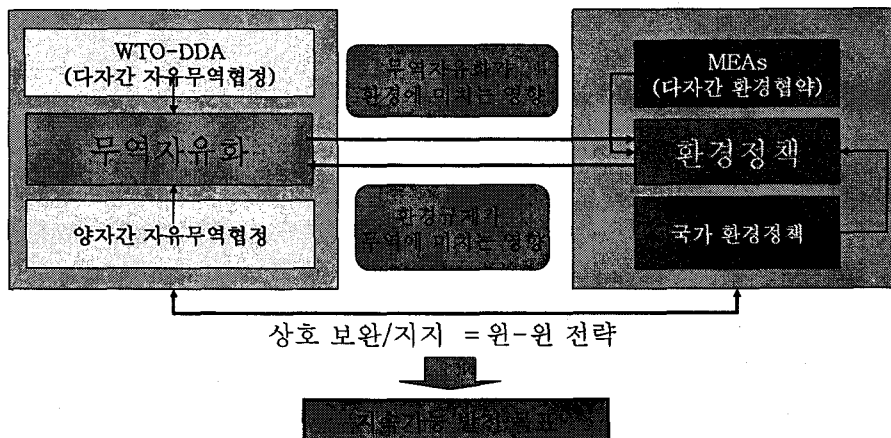 WTO-DDA
(다자간 자유무역협정)
무역자유화
양자간 자유무역협정
무역자유화가
환경에 미치는 영향
환경규제가
무역에 미치는 영향
MEAs
(다자간 환경협약)
환경정책
국가 환경정책
상호 보완/지지 = 윈-윈 전략
지속가능 발전 목표